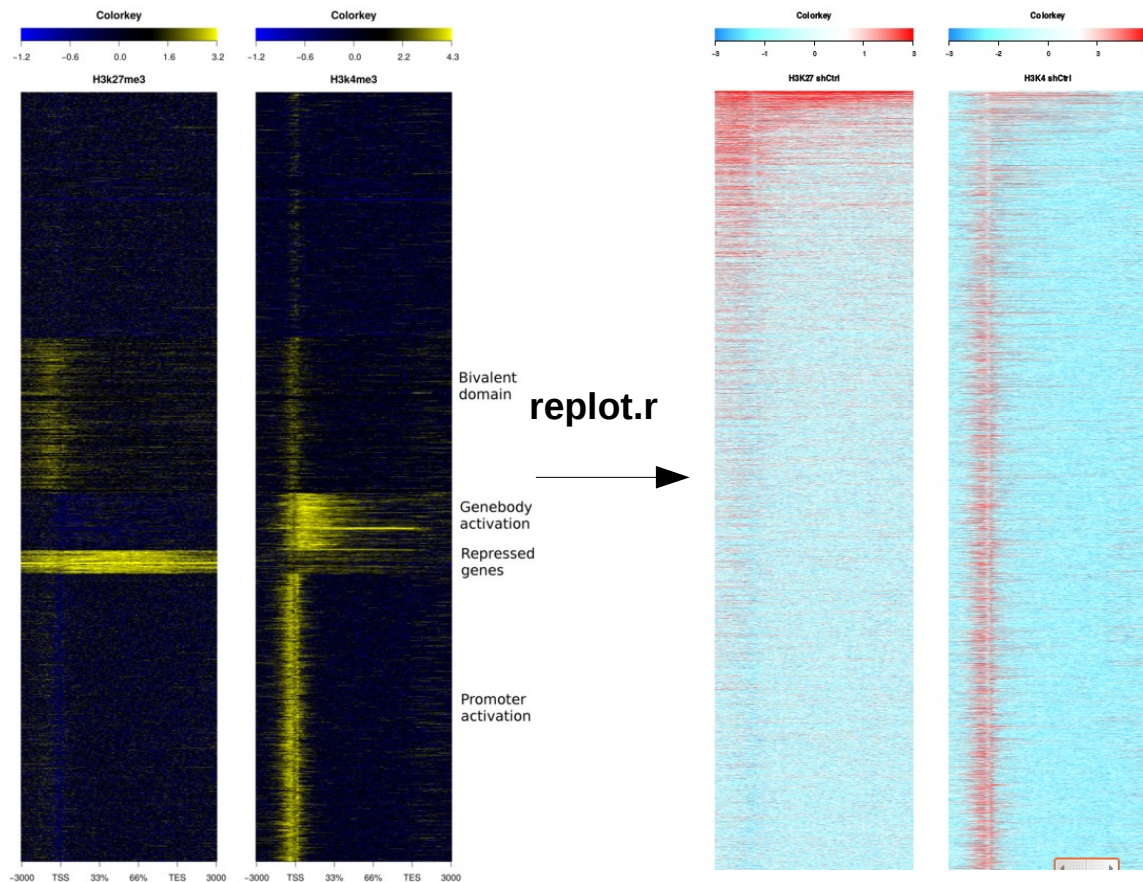 Colorkey
−1.2 −0.6 0.0 1.6 3.2
H3k27me3
Colorkey
−1.2 −0.6 0.0 2.2 4.3
H3k4me3
Bivalent
domain
Genebody
activation
Repressed
genes
Promoter
activation
−3000 TSS 33% 66% TES 3000
−3000 TSS 33% 66% TES 3000
replot.r
Colorkey
−3 −1 0 1 3
H3K27 shCtrl
Colorkey
−3 −2 0 3
H3K4 shCtrl